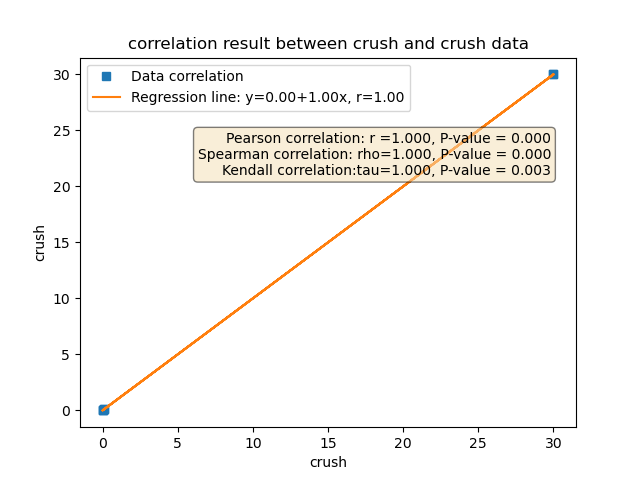 correlation result between crush and crush data
Data correlation
Regression line: y=0.00+1.00x, r=1.00
Pearson correlation: r =1.000, P-value = 0.000
Spearman correlation: rho=1.000, P-value = 0.000
Kendall correlation:tau=1.000, P-value = 0.003
30
25
20
15
10
5
0
crush
0 5 10 15 20 25 30
crush